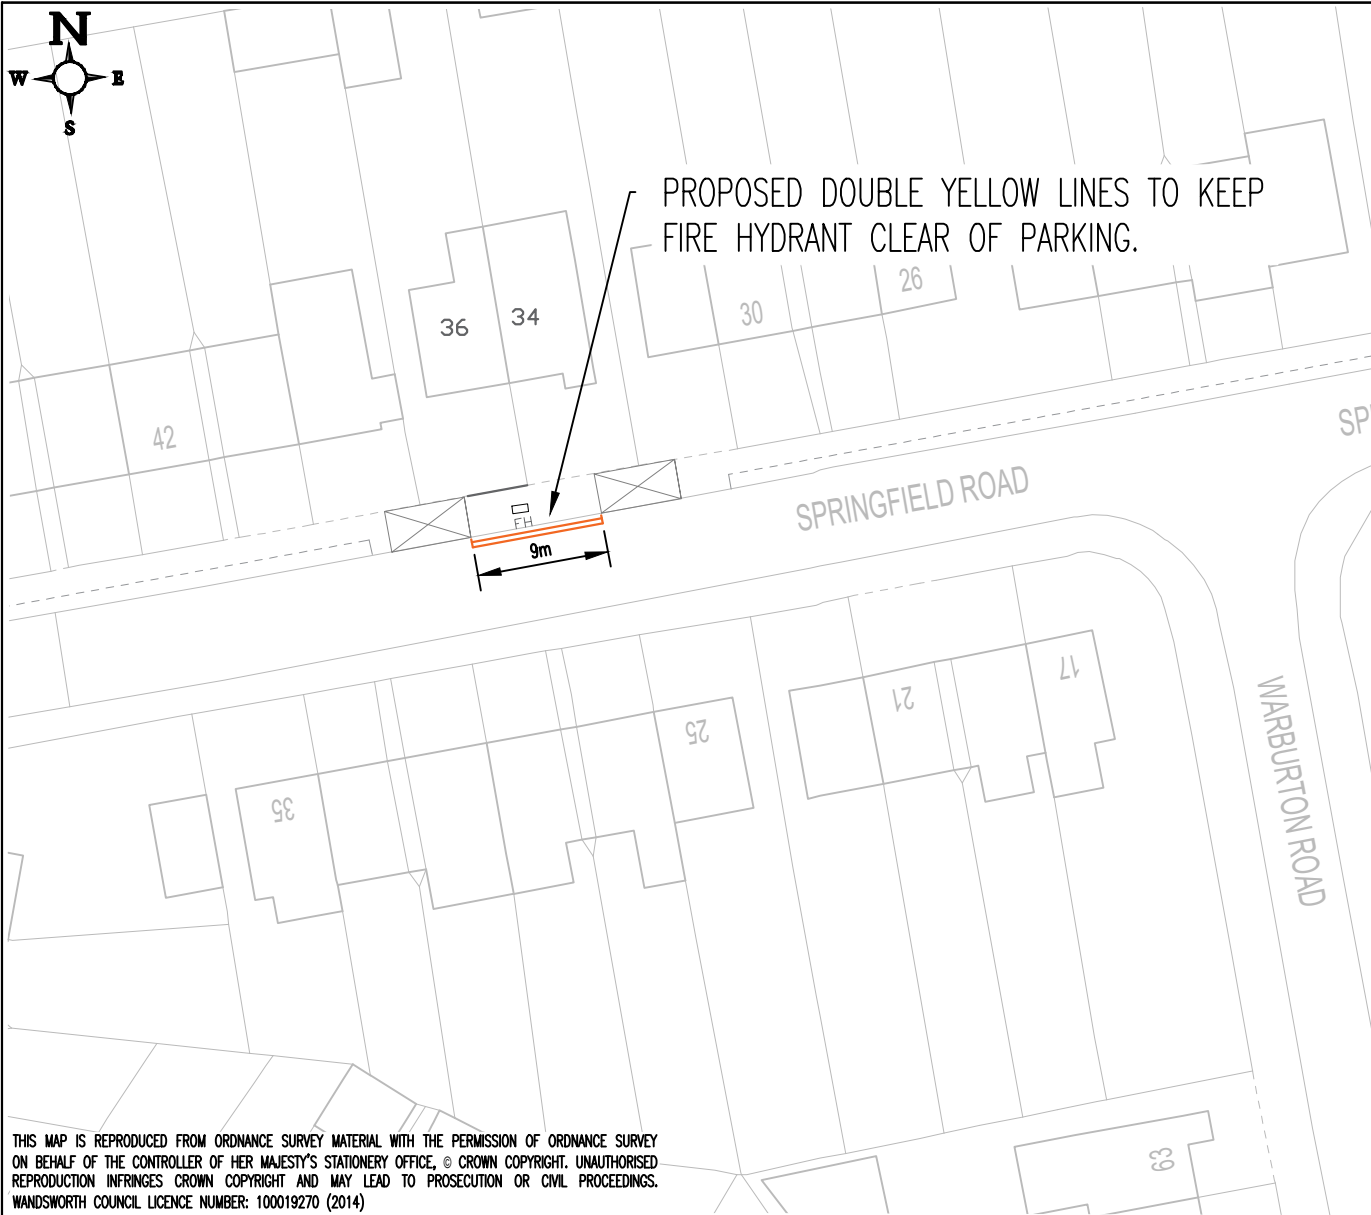 N
W E
S
PROPOSED DOUBLE YELLOW LINES TO KEEP
FIRE HYDRANT CLEAR OF PARKING.
26
30
34
36
42
SP
SPRINGFIELD ROAD
FH
9m
17
21
25
35
WARBURTON ROAD
63
THIS MAP IS REPRODUCED FROM ORDNANCE SURVEY MATERIAL WITH THE PERMISSION OF ORDNANCE SURVEY
ON BEHALF OF THE CONTROLLER OF HER MAJESTY'S STATIONERY OFFICE, © CROWN COPYRIGHT. UNAUTHORISED
REPRODUCTION INFRINGES CROWN COPYRIGHT AND MAY LEAD TO PROSECUTION OR CIVIL PROCEEDINGS.
WANDSWORTH COUNCIL LICENCE NUMBER: 100019270 (2014)